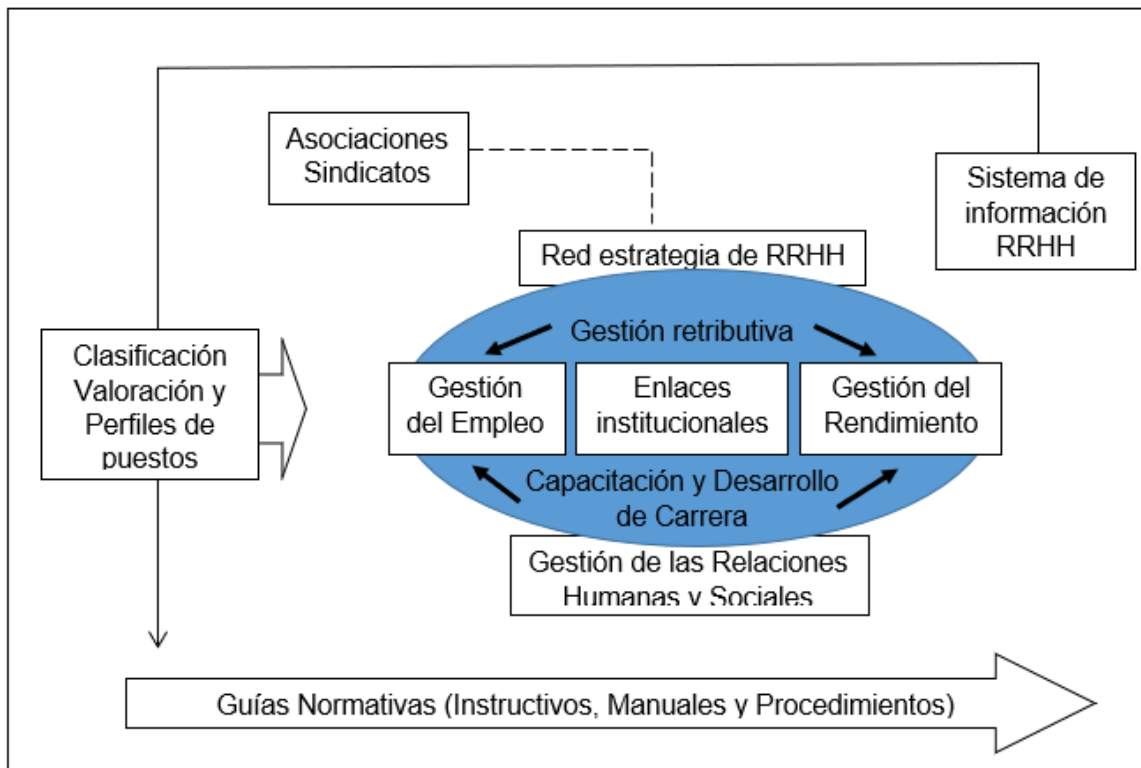 Asociaciones
Sindicatos
Sistema de
información
RRHH
Red estrategia de RRHH
Clasificación
Valoración y
Perfiles de
puestos
Gestión retributiva
Gestión
del Empleo
Enlaces
institucionales
Gestión del
Rendimiento
Capacitación y Desarrollo
de Carrera
Gestión de las Relaciones
Humanas y Sociales
Guías Normativas (Instructivos, Manuales y Procedimientos)